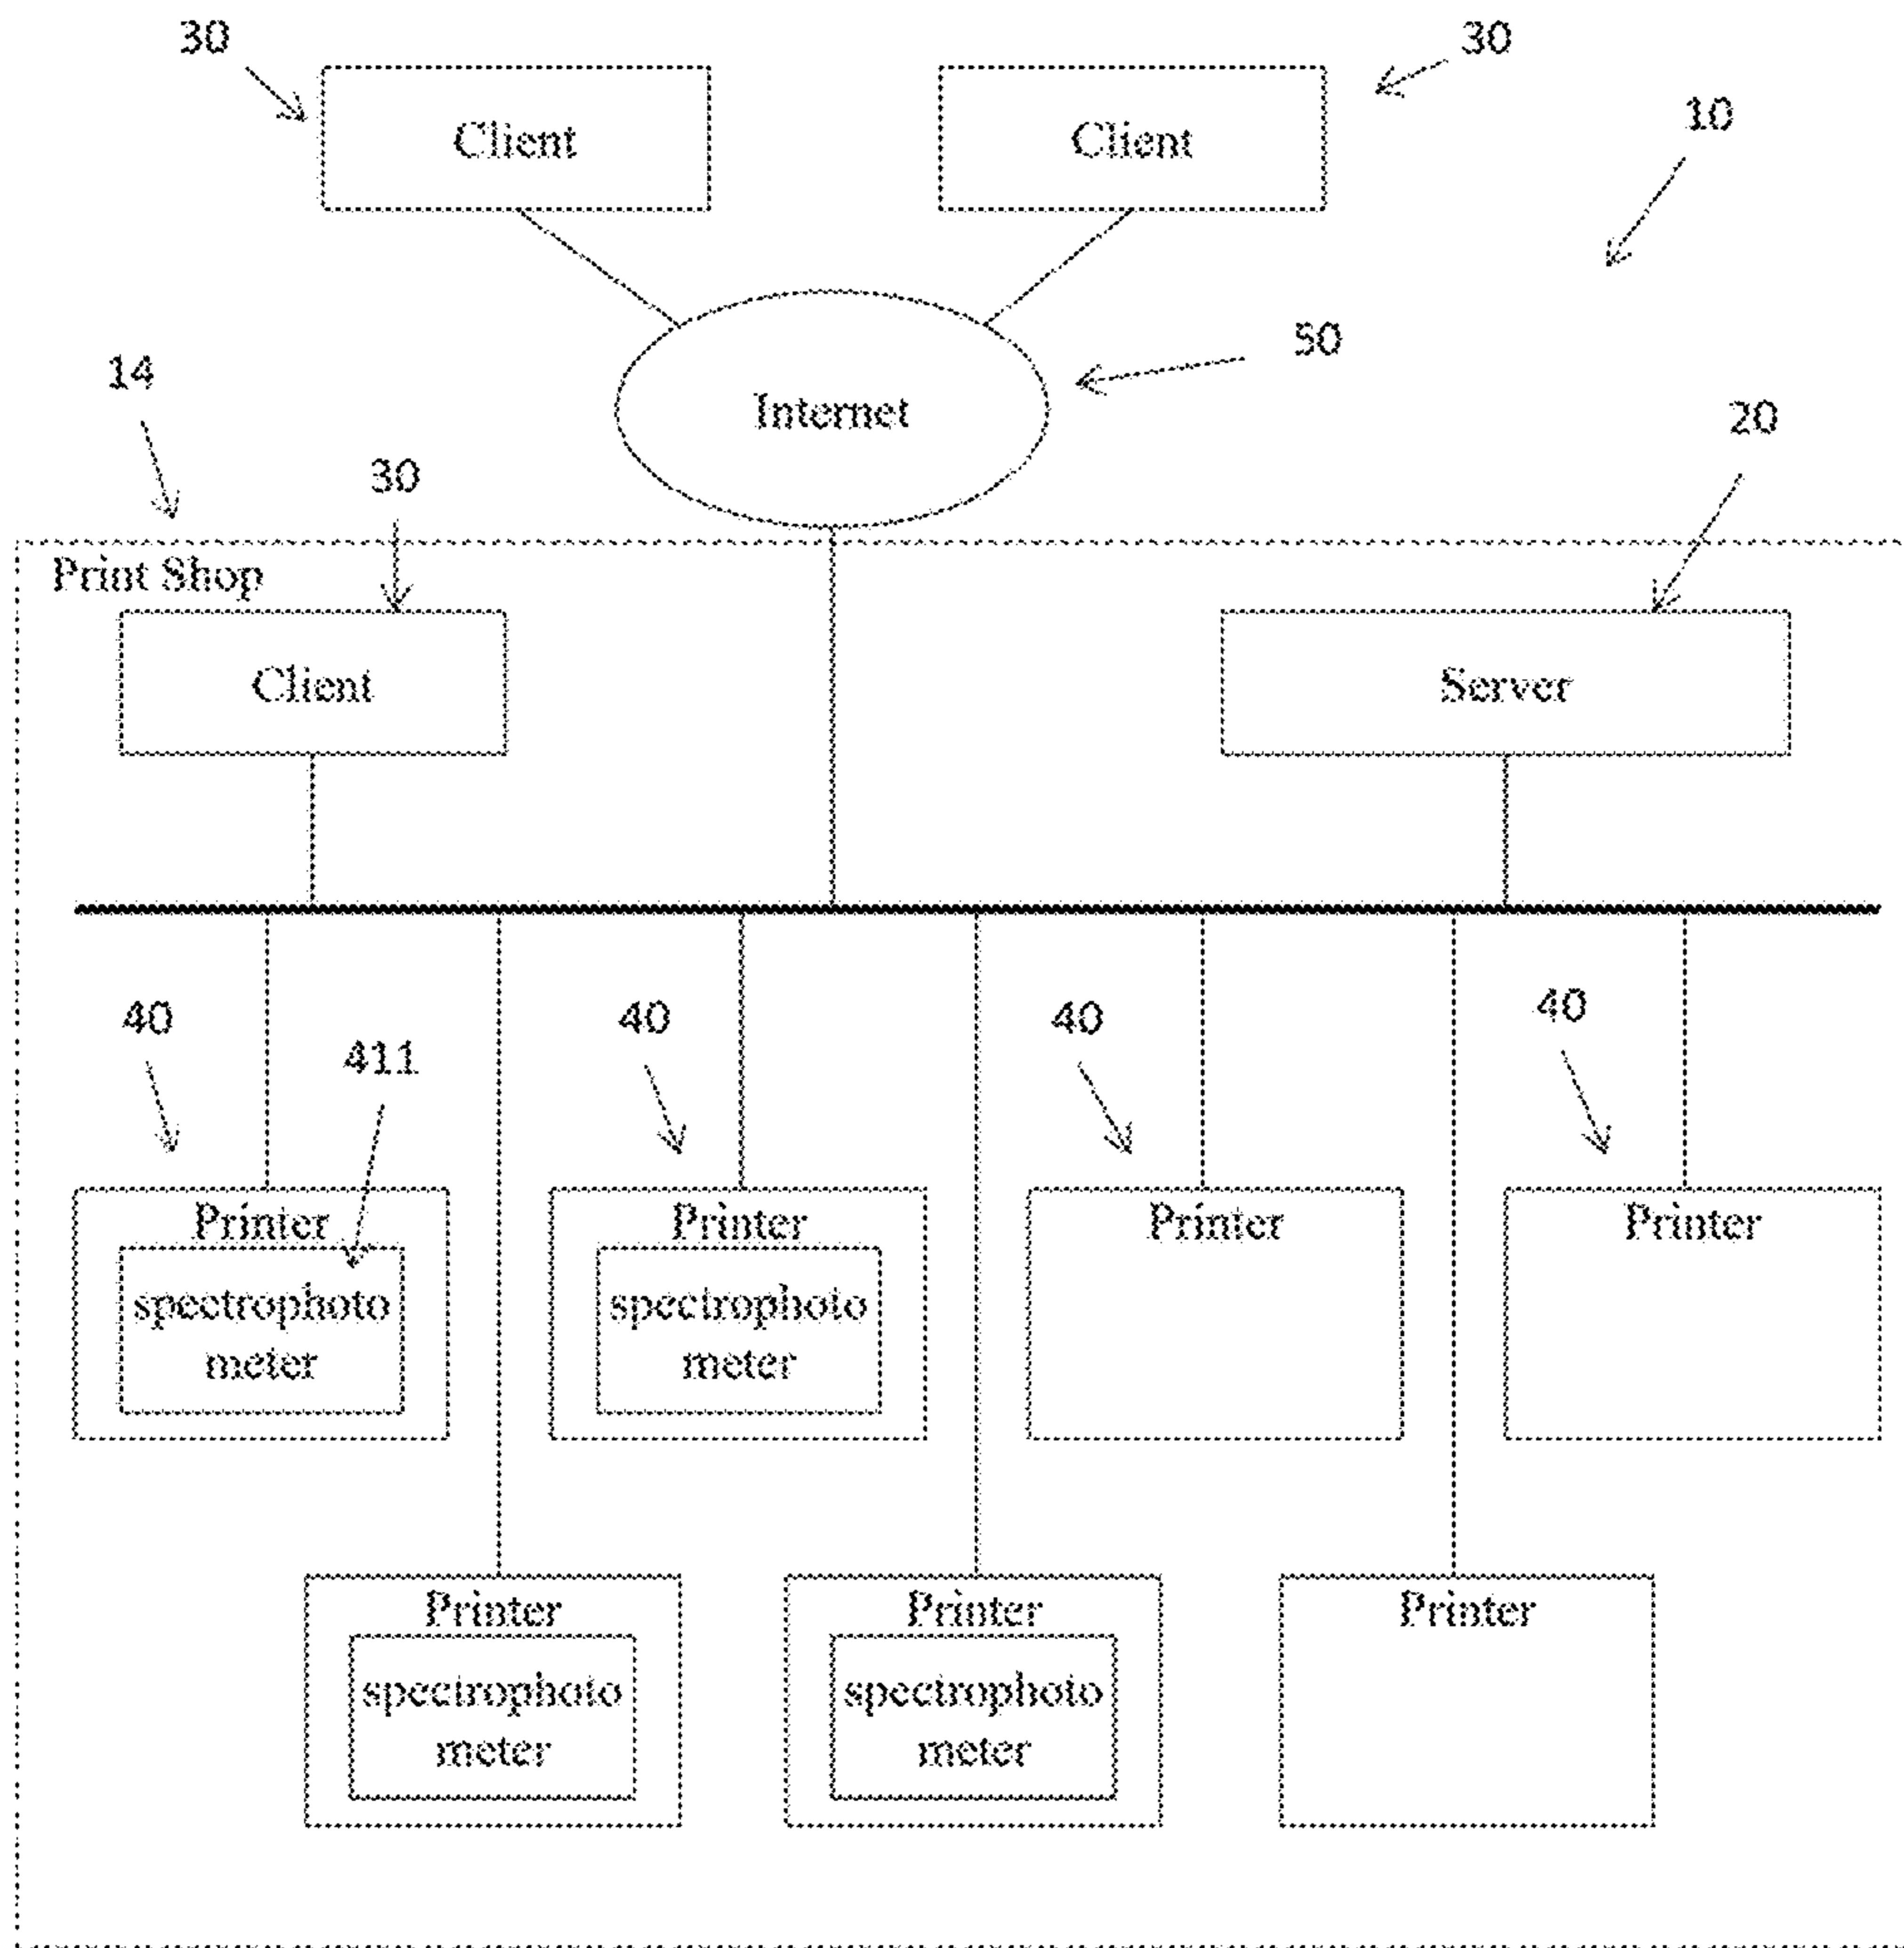 30
30
Client
Client
10
14
50
Internet
20
30
Print Shop
Client
Server
40
411
40
40
40
Printer
Printer
Printer
Printer
spectrophoto
meter
spectrophoto
meter
Printer
Printer
Printer
spectrophoto
meter
spectrophoto
meter